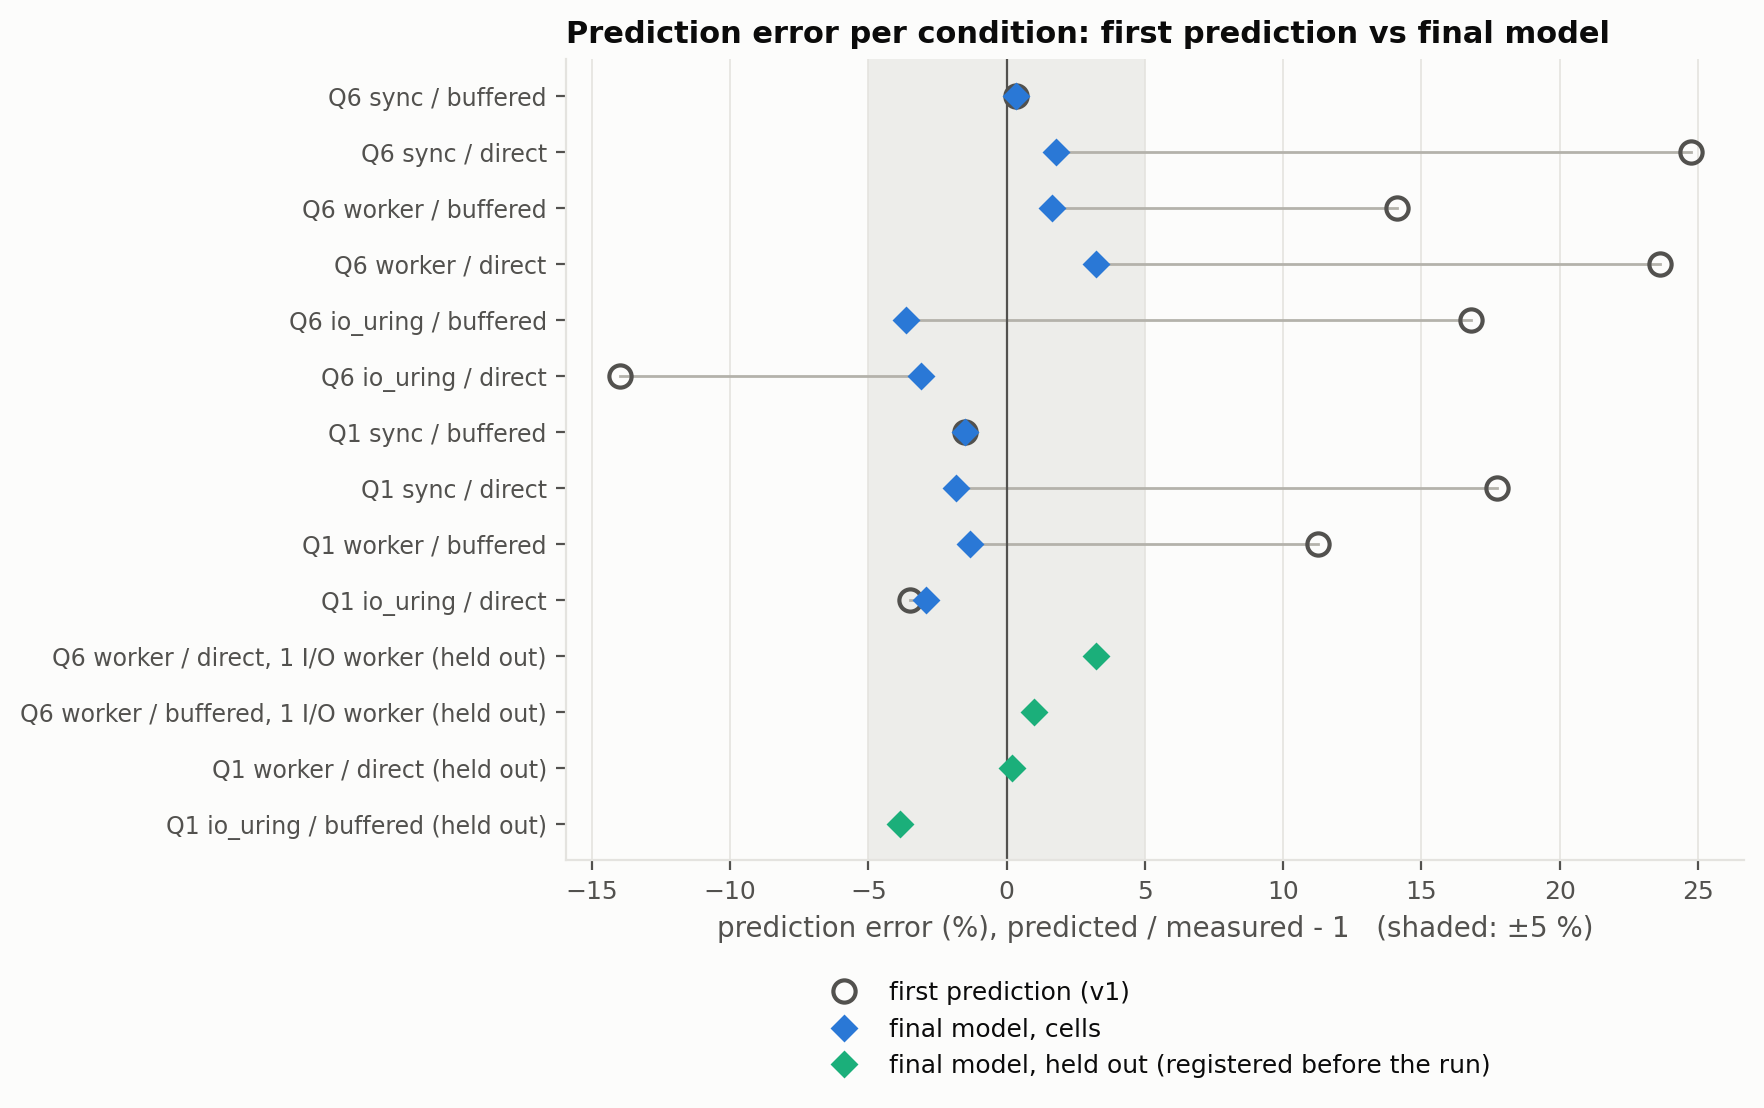 Prediction error per condition: first prediction vs final model
Q6 sync / buffered
Q6 sync / direct
Q6 worker / buffered
Q6 worker / direct
Q6 io_uring / buffered
Q6 io_uring / direct
Q1 sync / buffered
Q1 sync / direct
Q1 worker / buffered
Q1 io_uring / direct
Q6 worker / direct, 1 I/O worker (held out)
Q6 worker / buffered, 1 I/O worker (held out)
Q1 worker / direct (held out)
Q1 io_uring / buffered (held out)
−15 −10 −5 0 5 10 15 20 25
prediction error (%), predicted / measured - 1 (shaded: ±5 %)
first prediction (v1)
final model, cells
final model, held out (registered before the run)